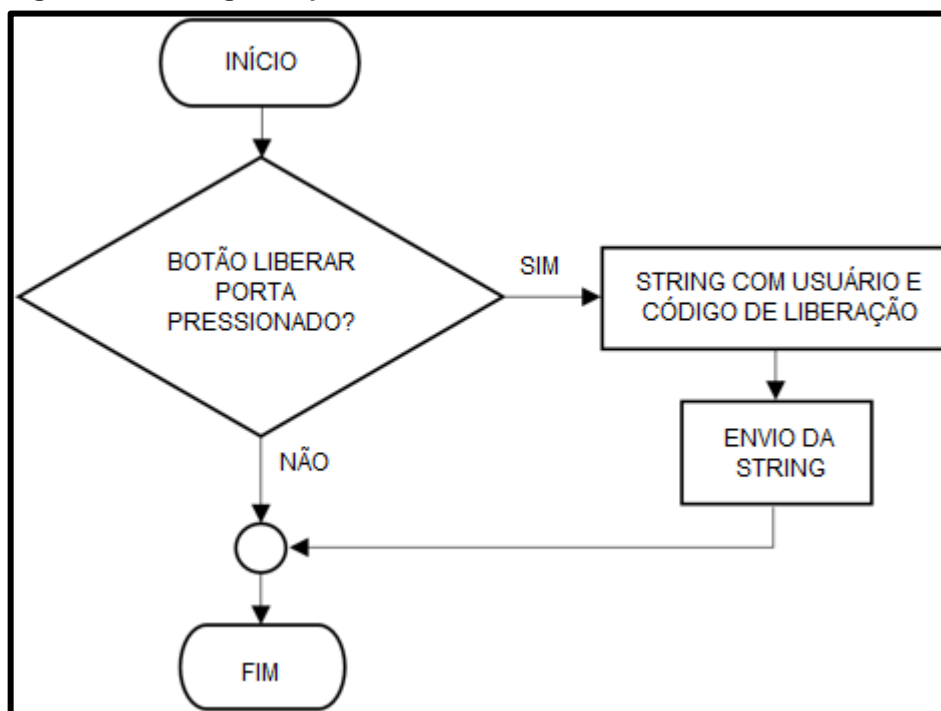 INÍCIO
BOTÃO LIBERAR
PORTA
PRESSIONADO?
SIM
STRING COM USUÁRIO E
CÓDIGO DE LIBERAÇÃO
ENVIO DA
STRING
NÃO
FIM